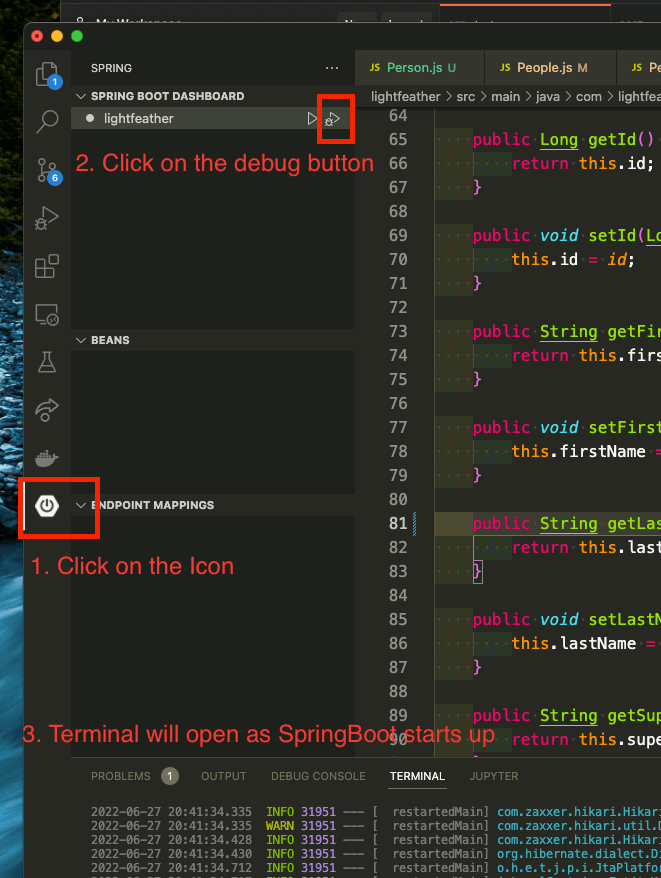 My Workspace
SPRING
JS Person.js U
JS People.js M
JS
SPRING BOOT DASHBOARD
lightfeather > src > main > java > com > lightfea
lightfeather
2. Click on the debug button
1
6
BEANS
ENDPOINT MAPPINGS
1. Click on the Icon
64
65 public Long getId()
66 return this.id;
67 }
68
69 public void setId(Lo
70 this.id = id;
71 }
72
73 public String getFir
74 return this.firs
75 }
76
77 public void setFirst
78 this.firstName =
79 }
80
81 public String getLas
82 return this.last
83 }
84
85 public void setLastN
86 this.lastName =
87 }
88
89 public String getSup
90 return this.supe
3. Terminal will open as SpringBoot starts up
PROBLEMS 1 OUTPUT DEBUG CONSOLE TERMINAL JUPYTER
2022-06-27 20:41:34.335 INFO 31951 --- [ restartedMain] com.zaxxer.hikari.Hikari
2022-06-27 20:41:34.335 WARN 31951 --- [ restartedMain] com.zaxxer.hikari.util.D
2022-06-27 20:41:34.428 INFO 31951 --- [ restartedMain] com.zaxxer.hikari.Hikari
2022-06-27 20:41:34.430 INFO 31951 --- [ restartedMain] org.hibernate.dialect.Di
2022-06-27 20:41:34.712 INFO 31951 --- [ restartedMain] o.h.e.t.j.p.i.JtaPlatfor